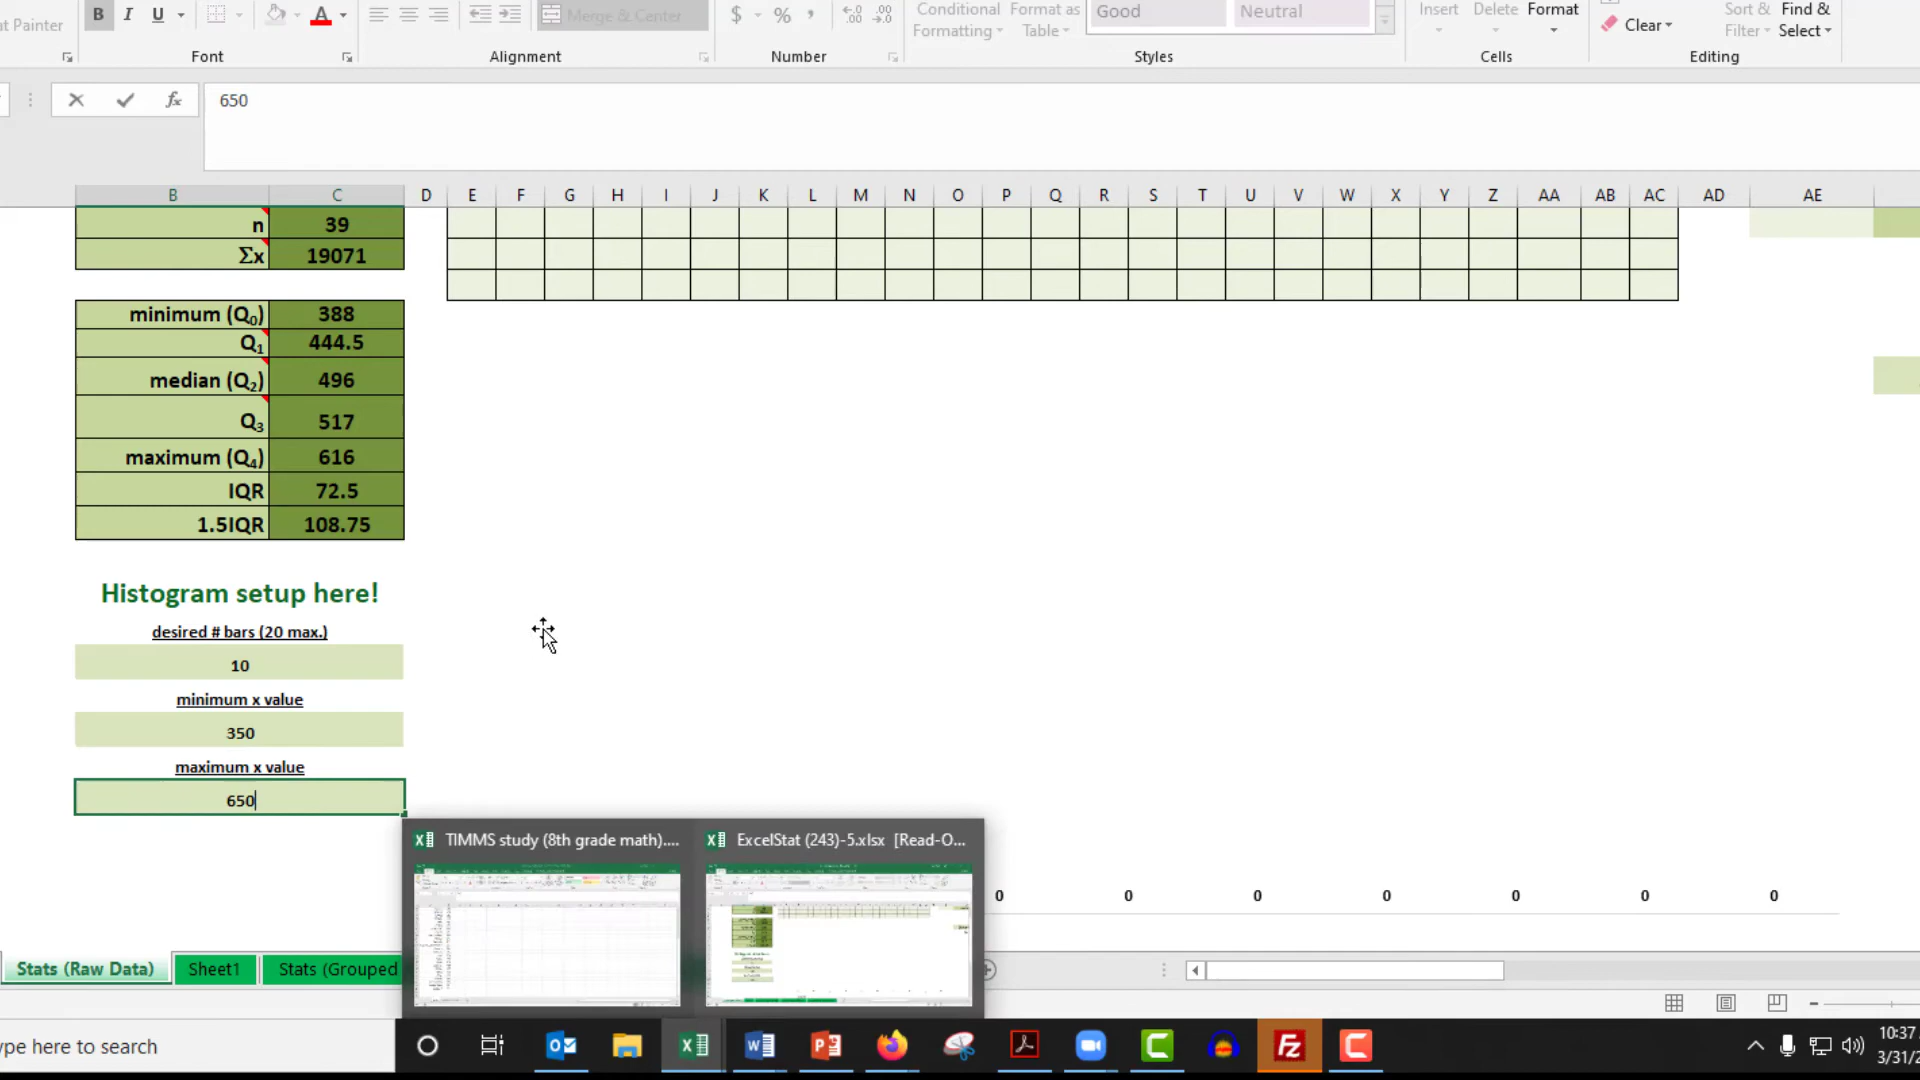 at Painter
B I U A
Merge & Center
$ % ,
Conditional Formatting
Format as Table
Good
Neutral
Insert Delete Format
Clear
Sort & Filter
Find & Select
Font Alignment Number Styles Cells Editing
fx 650
B C D E F G H I J K L M N O P Q R S T U V W X Y Z AA AB AC AD AE
n 39
Σx 19071
minimum (Q0) 388
Q1 444.5
median (Q2) 496
Q3 517
maximum (Q4) 616
IQR 72.5
1.5IQR 108.75
Histogram setup here!
desired # bars (20 max.)
10
minimum x value
350
maximum x value
650
TIMMS study (8th grade math)....
ExcelStat (243)-5.xlsx [Read-O...
0 0 0 0 0 0 0
Stats (Raw Data) Sheet1 Stats (Grouped
ype here to search
10:37
3/31/2